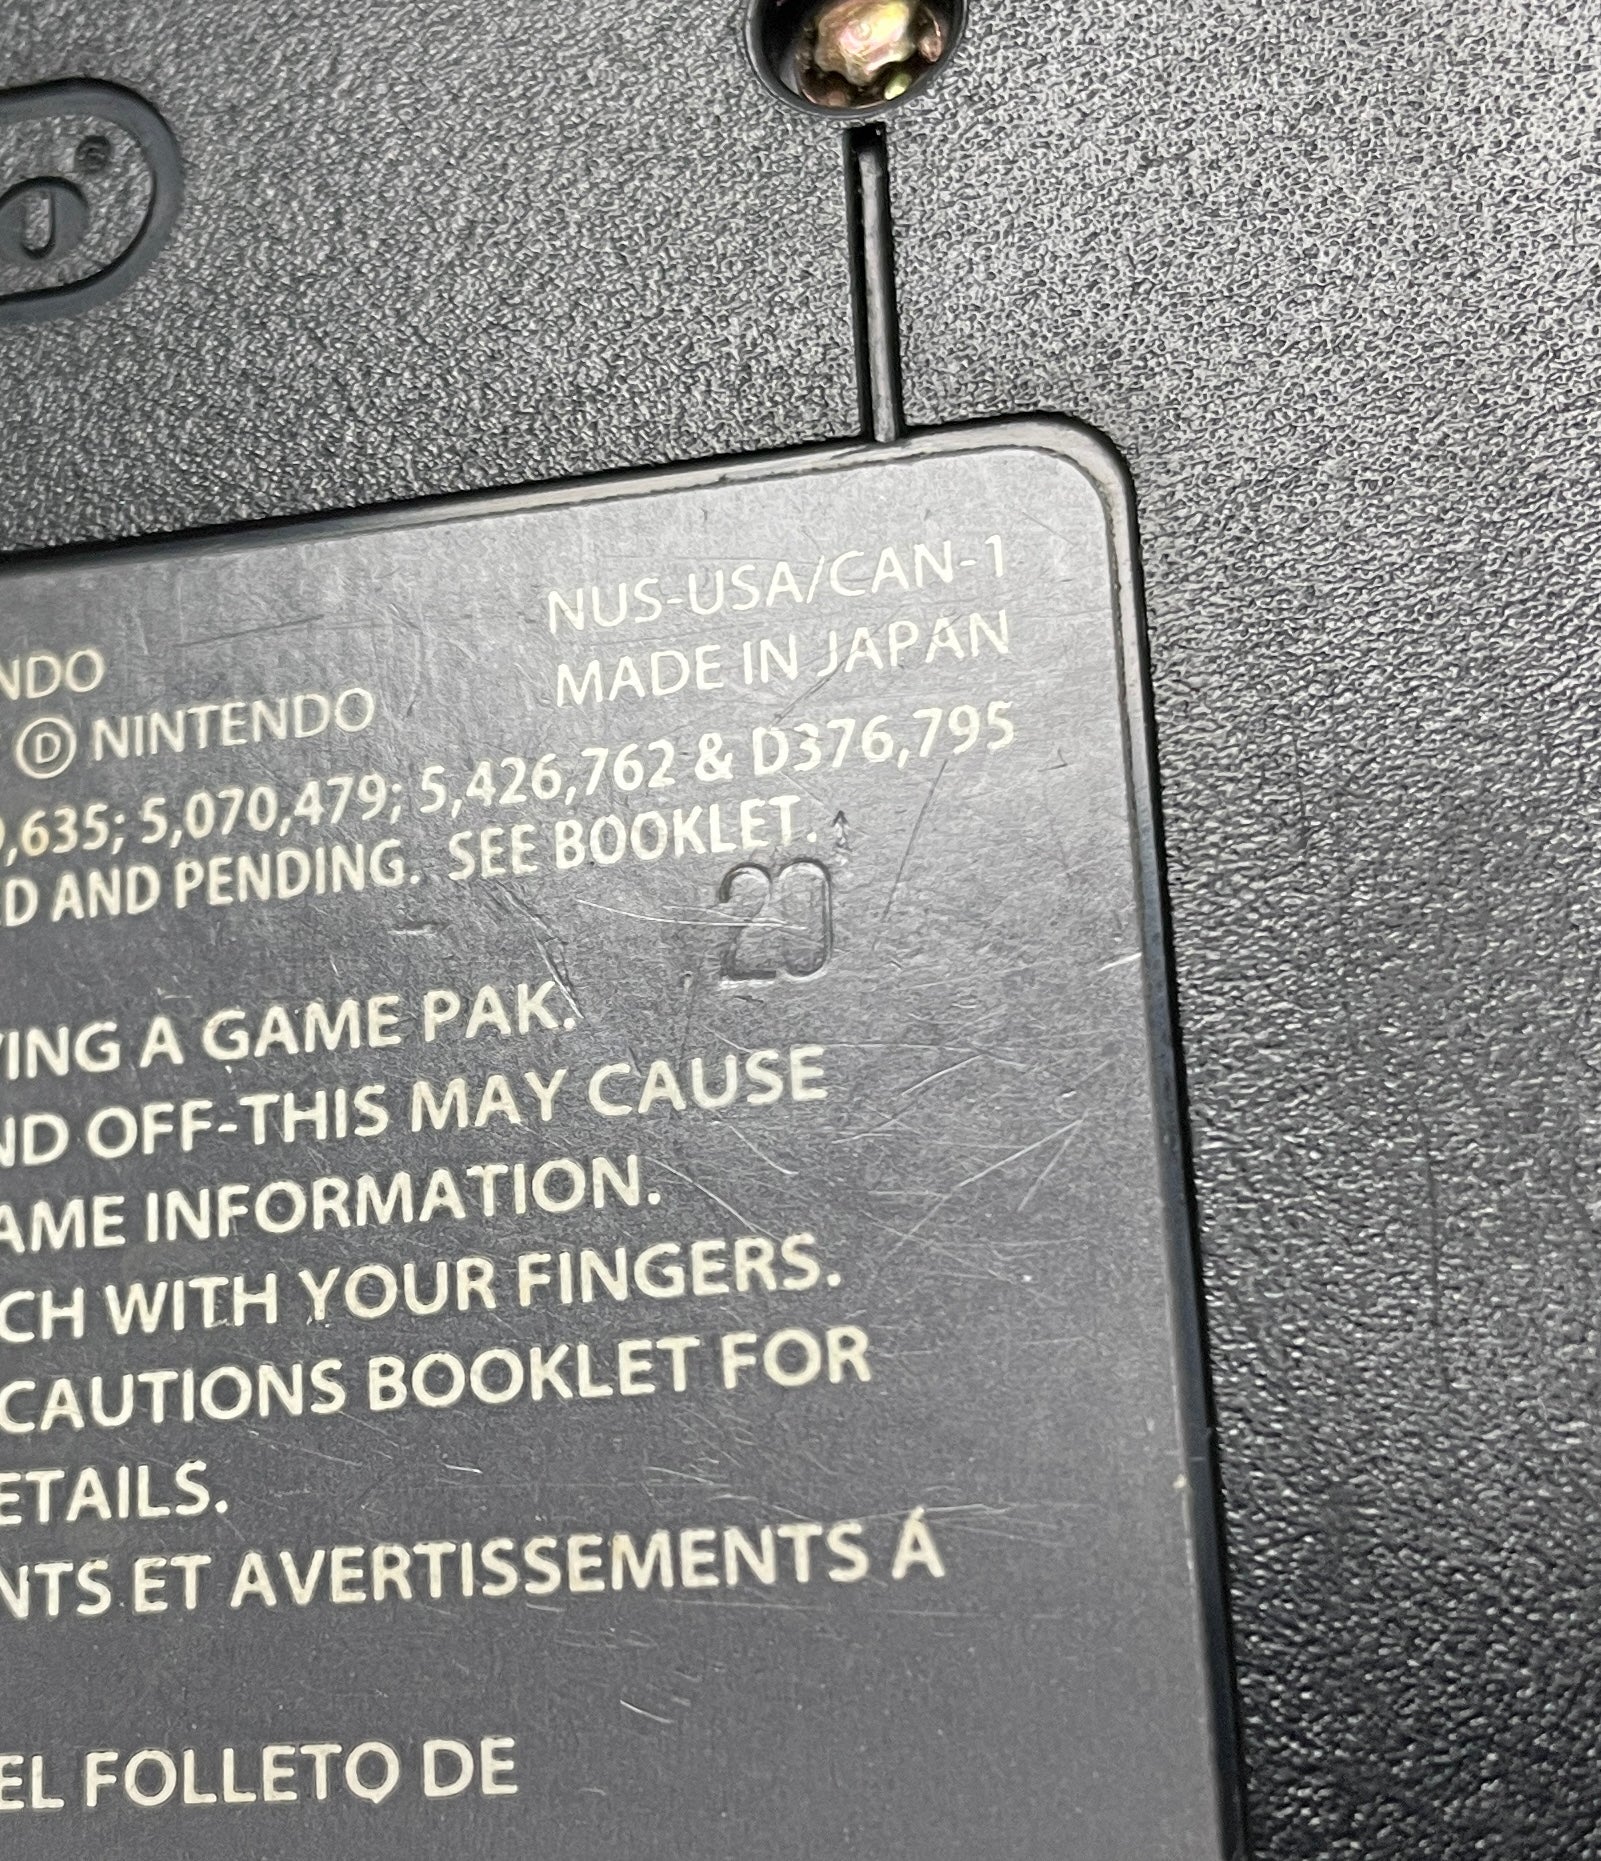 O®
NUS-USA/CAN-1
NDO MADE IN JAPAN
Ⓓ NINTENDO
,635; 5,070,479; 5,426,762 & D376,795
D AND PENDING. SEE BOOKLET.
20
YING A GAME PAK.
ND OFF-THIS MAY CAUSE
AME INFORMATION.
CH WITH YOUR FINGERS.
CAUTIONS BOOKLET FOR
ETAILS.
NTS ET AVERTISSEMENTS Á
EL FOLLETO DE